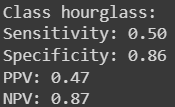 Class hourglass:
Sensitivity: 0.50
Specificity: 0.86
PPV: 0.47
NPV: 0.87